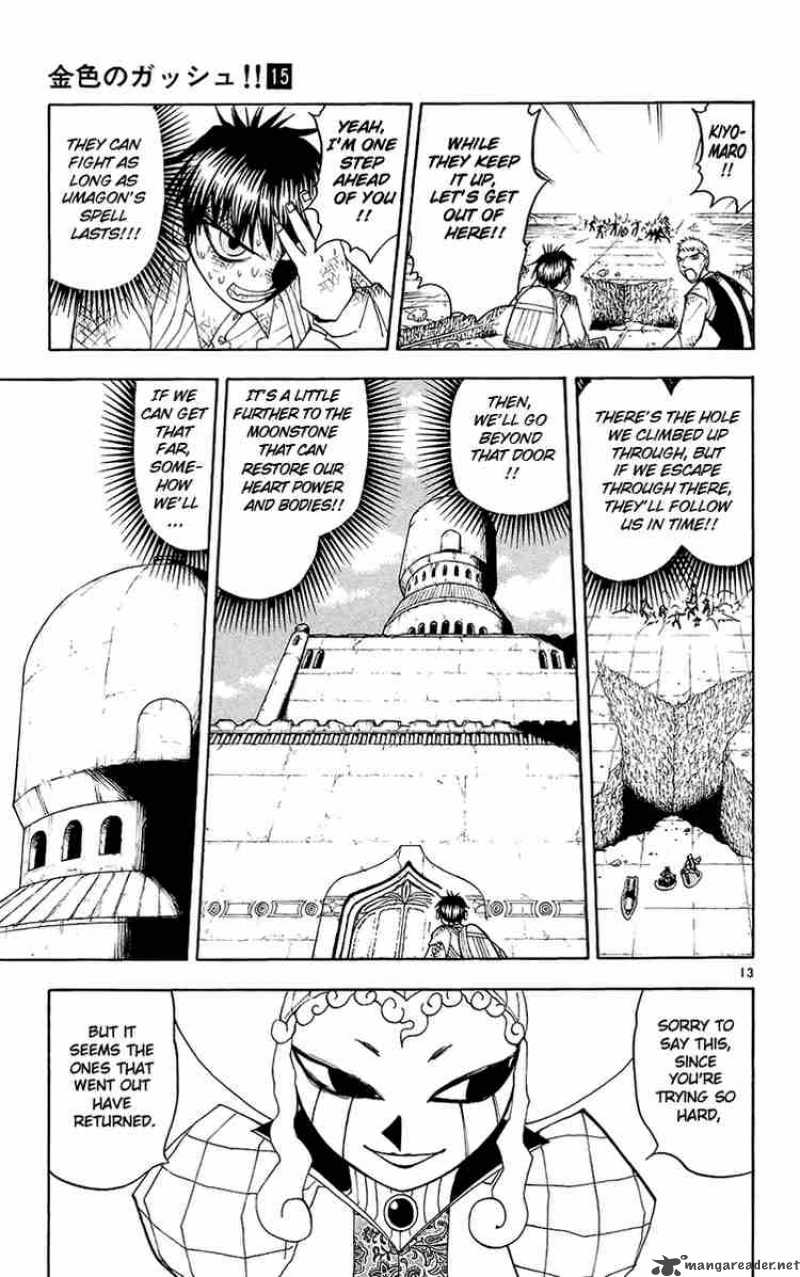 金色のガッシュ!! 15
KIYO-
MARO
!!
WHILE
THEY KEEP
IT UP,
LET'S GET
OUT OF
HERE!!
YEAH,
I'M ONE
STEP
AHEAD
OF YOU
!!
THEY CAN
FIGHT AS
LONG AS
UMAGON'S
SPELL
LASTS!!!
THERE'S THE HOLE
WE CLIMBED UP
THROUGH, BUT
IF WE ESCAPE
THROUGH THERE,
THEY'LL FOLLOW
US IN TIME!!
THEN,
WE'LL GO
BEYOND
THAT DOOR
!!
IT'S A LITTLE
FURTHER TO THE
MOONSTONE
THAT CAN
RESTORE OUR
HEART POWER
AND BODIES!!
IF WE
CAN GET
THAT
FAR,
SOME-
HOW
WE'LL
...
13
SORRY TO
SAY THIS,
SINCE
YOU'RE
TRYING SO
HARD,
BUT IT
SEEMS THE
ONES THAT
WENT OUT
HAVE
RETURNED.
mangareader.net